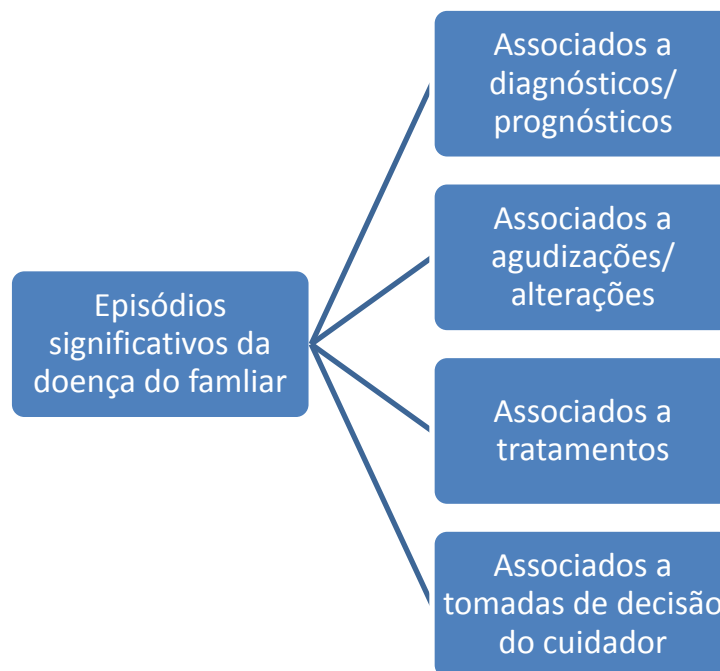 Associados a
diagnósticos/
prognósticos
Associados a
agudizações/
alterações
Episódios
significativos da
doença do famliar
Associados a
tratamentos
Associados a
tomadas de decisão
do cuidador